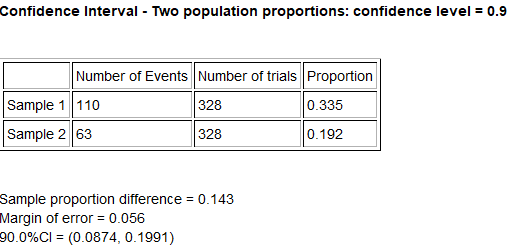 Confidence Interval - Two population proportions: confidence level = 0.9
Number of Events Number of trials Proportion
Sample 1 110 328 0.335
Sample 2 63 328 0.192
Sample proportion difference = 0.143
Margin of error = 0.056
90.0%CI = (0.0874, 0.1991)